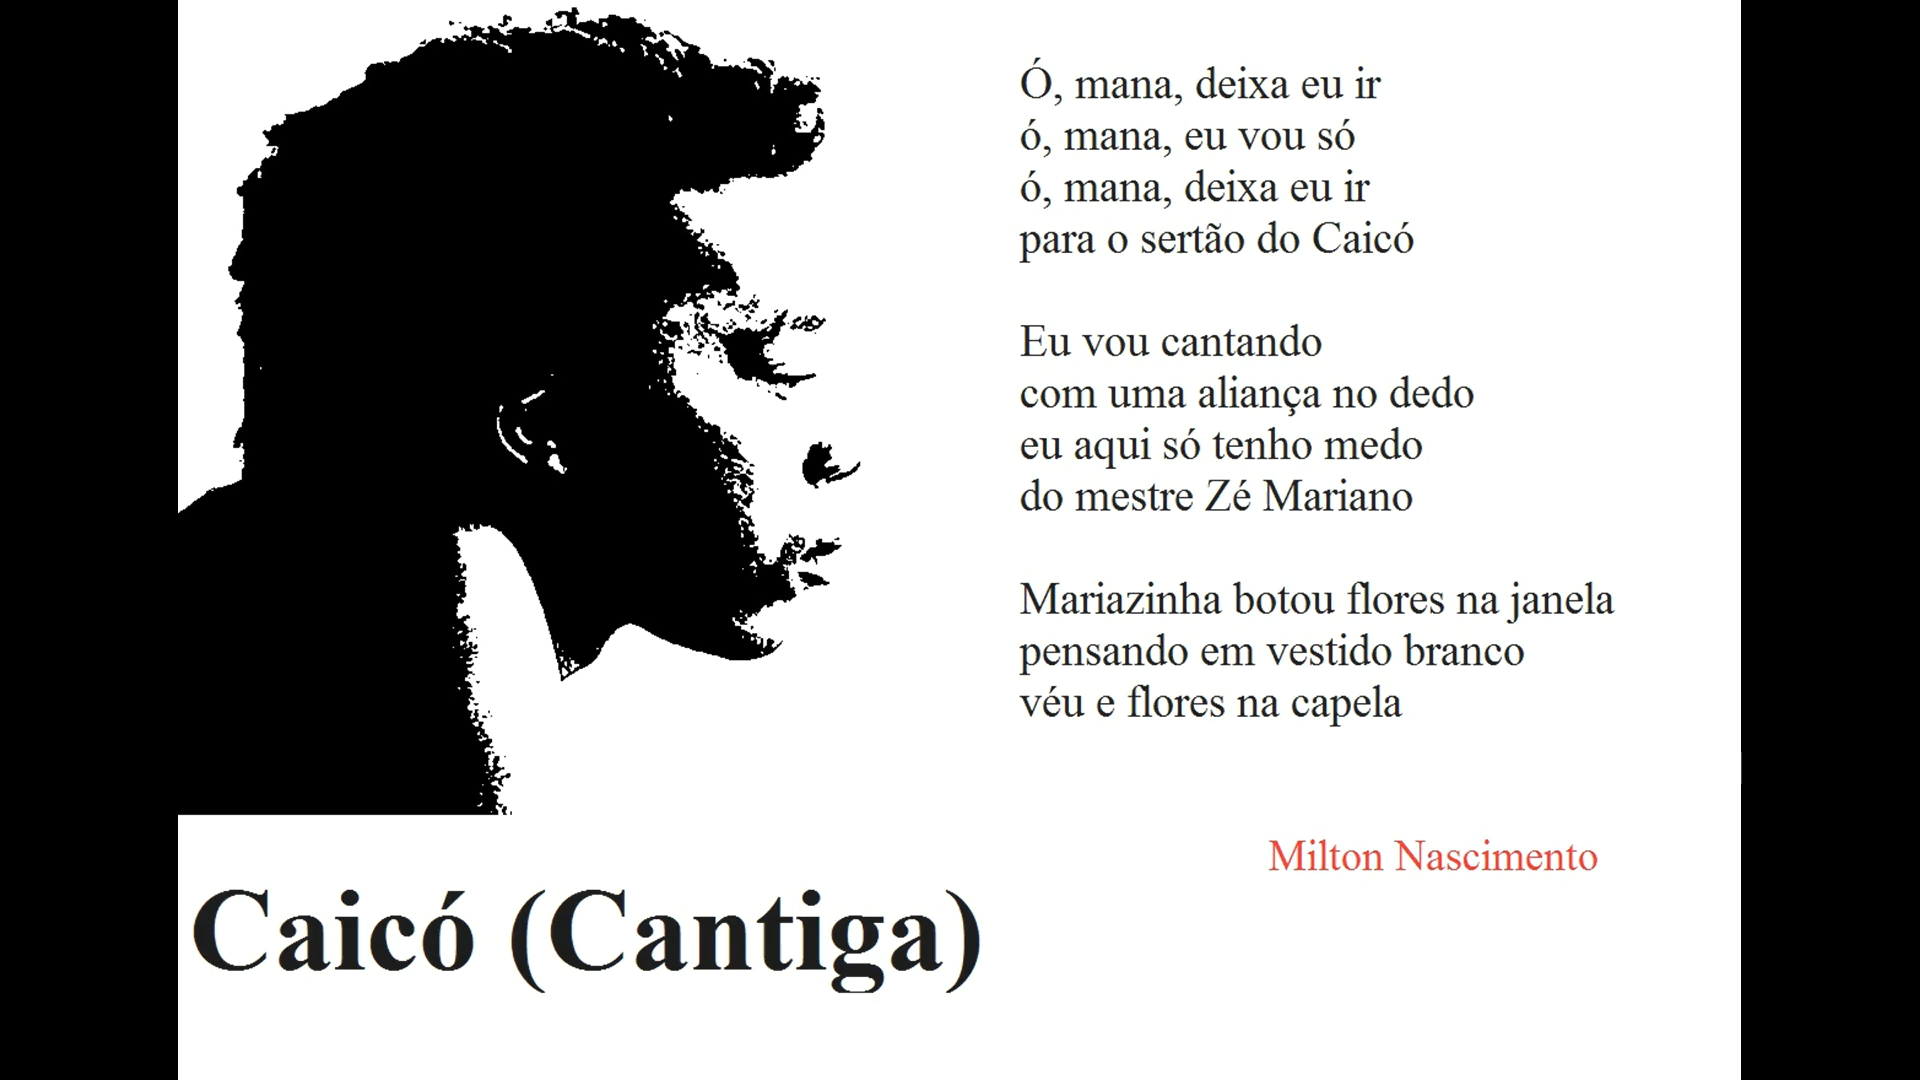 Ó, mana, deixa eu ir
ó, mana, eu vou só
ó, mana, deixa eu ir
para o sertão do Caicó
Eu vou cantando
com uma aliança no dedo
eu aqui só tenho medo
do mestre Zé Mariano
Mariazinha botou flores na janela
pensando em vestido branco
véu e flores na capela
Milton Nascimento
Caicó (Cantiga)